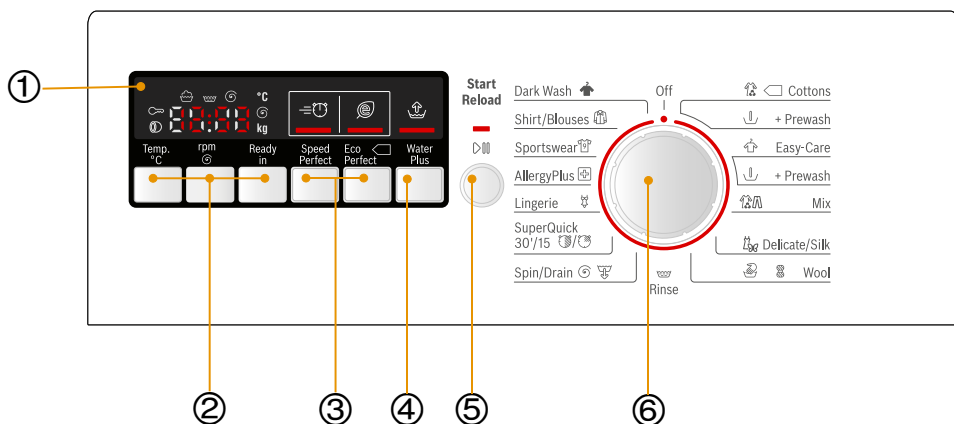 ①
°C
kg
Temp.
°C
rpm
Ready
in
Speed
Perfect
Eco
Perfect
Water
Plus
Start
Reload
Dark Wash
Shirt/Blouses
Sportswear
AllergyPlus
Lingerie
SuperQuick
30'/15
Spin/Drain
Off
Cottons
+ Prewash
Easy-Care
+ Prewash
Mix
Delicate/Silk
Wool
Rinse
②
③
④
⑤
⑥